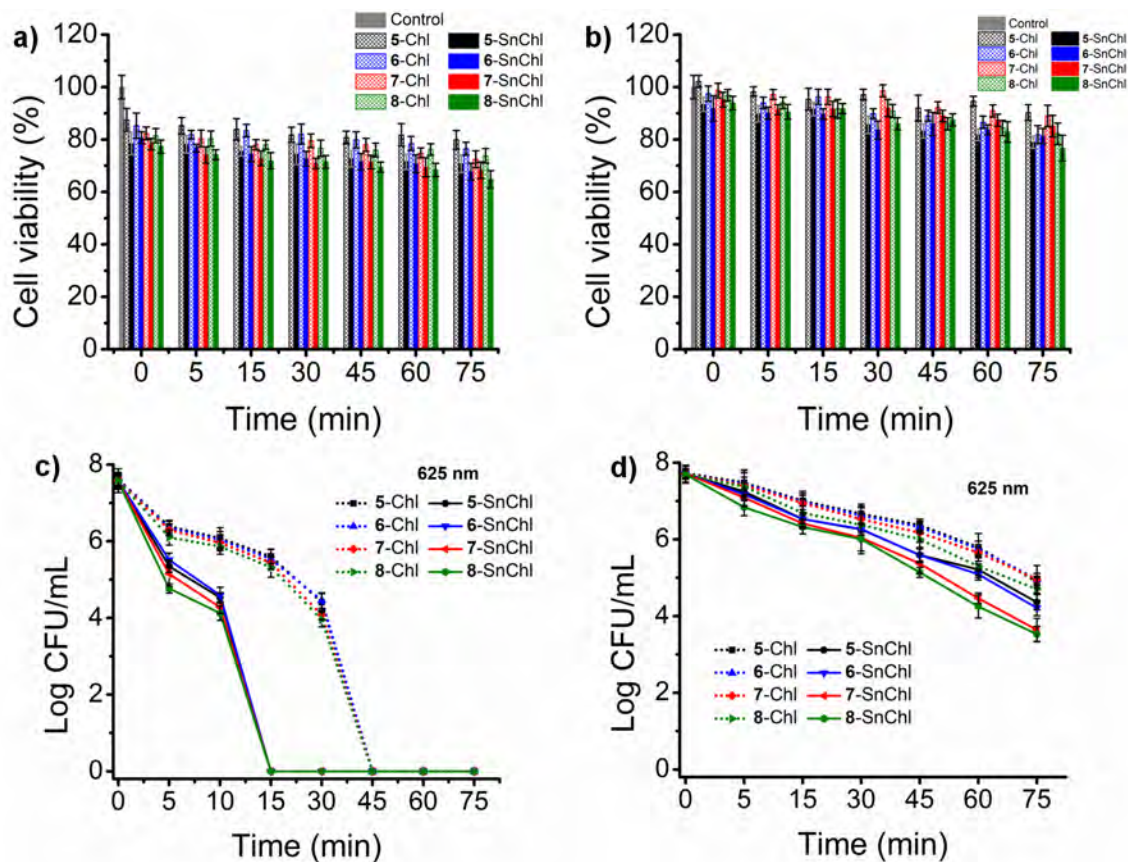 a)
Control
5-Chl 5-SnChl
6-Chl 6-SnChl
7-Chl 7-SnChl
8-Chl 8-SnChl
Cell viability (%)
120
100
80
60
40
20
0
0 5 15 30 45 60 75
Time (min)
b)
Control
5-Chl 5-SnChl
6-Chl 6-SnChl
7-Chl 7-SnChl
8-Chl 8-SnChl
Cell viability (%)
120
100
80
60
40
20
0
0 5 15 30 45 60 75
Time (min)
c)
625 nm
5-Chl 5-SnChl
6-Chl 6-SnChl
7-Chl 7-SnChl
8-Chl 8-SnChl
Log CFU/mL
8
6
4
2
0
0 5 10 15 30 45 60 75
Time (min)
d)
625 nm
5-Chl 5-SnChl
6-Chl 6-SnChl
7-Chl 7-SnChl
8-Chl 8-SnChl
Log CFU/mL
8
6
4
2
0
0 5 15 30 45 60 75
Time (min)